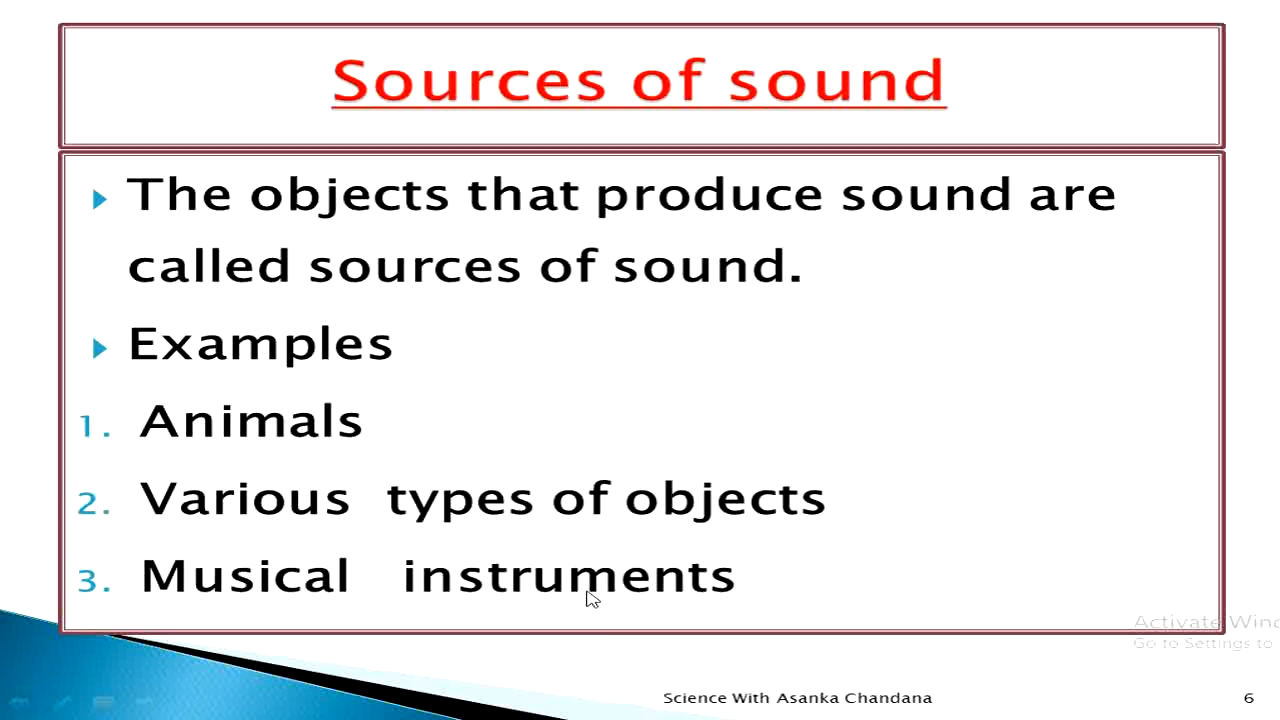 Sources of sound
The objects that produce sound are
called sources of sound.
Examples
1. Animals
2. Various types of objects
3. Musical instruments
Activate Wind
Go to Settings to
Science With Asanka Chandana
6